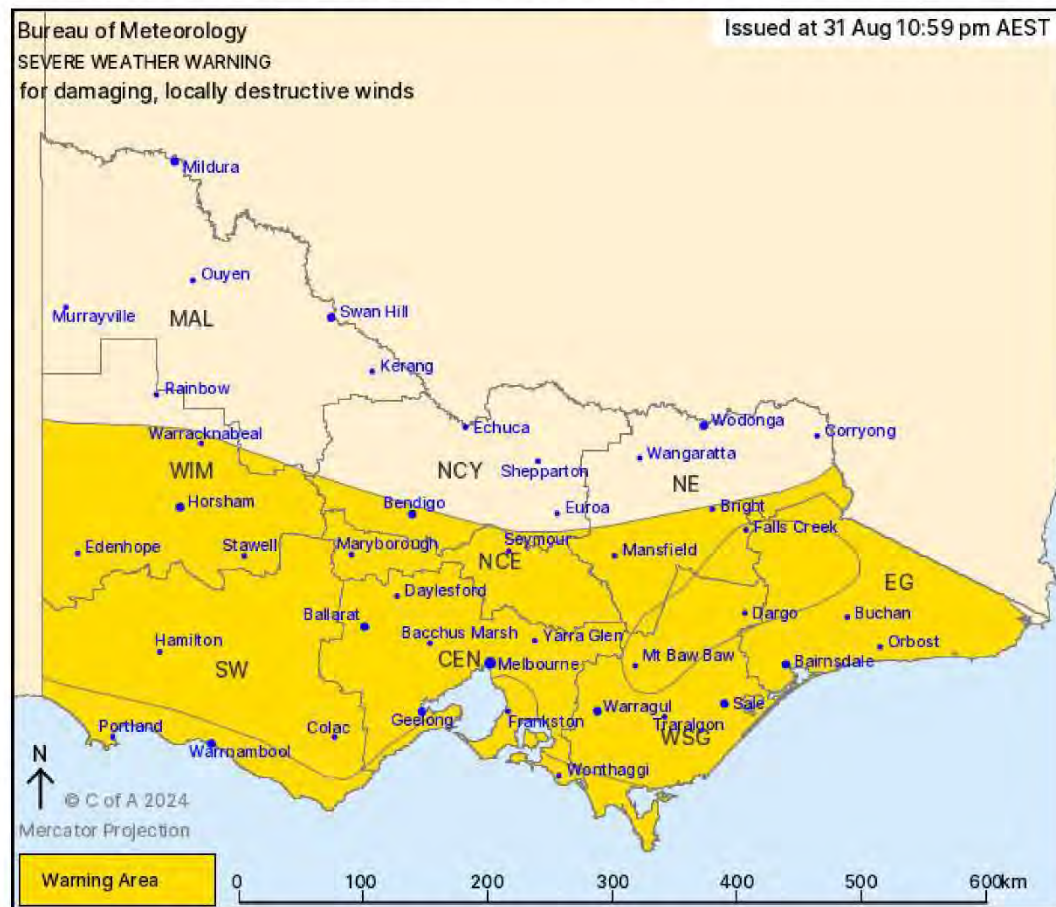 Bureau of Meteorology
Issued at 31 Aug 10:59 pm AEST
SEVERE WEATHER WARNING
for damaging, locally destructive winds
Mildura
Ouyen
Murrayville
MAL
Swan Hill
Kerang
Rainbow
Warracknabeal
Echuca
Wodonga
Corryong
WIM
NCY
Shepparton
Wangaratta
NE
Horsham
Bendigo
Euroa
Bright
Falls Creek
Edenhope
Stawell
Maryborough
Seymour
NCE
Mansfield
EG
Daylesford
Dargo
Buchan
Ballarat
Bacchus Marsh
Yarra Glen
Orbost
Hamilton
SW
CEN
Melbourne
Mt Baw Baw
Bairnsdale
Portland
Colac
Geelong
Frankston
Warragul
Sale
Traralgon
WSG
Warrnambool
Wonthaggi
N
© C of A 2024
Mercator Projection
Warning Area
0 100 200 300 400 500 600km